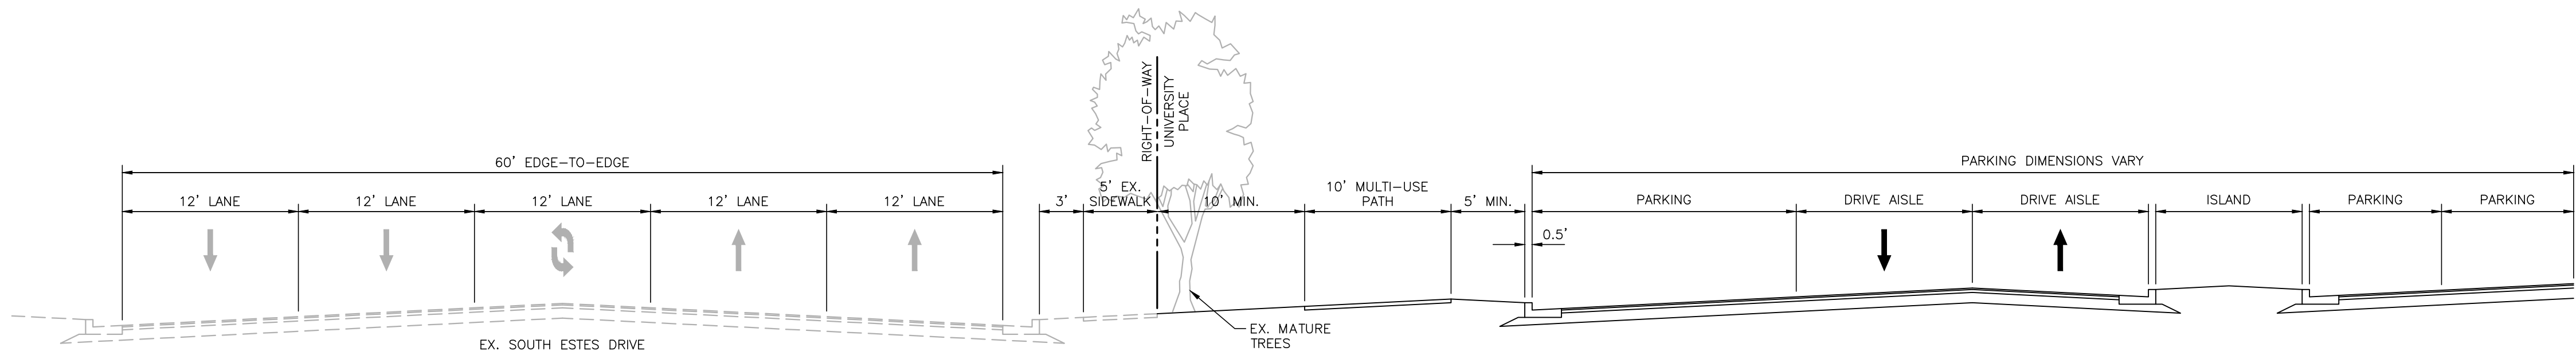 RIGHT-OF-WAY
UNIVERSITY
PLACE
60' EDGE-TO-EDGE
PARKING DIMENSIONS VARY
12' LANE
12' LANE
12' LANE
12' LANE
12' LANE
3'
5' EX.
SIDEWALK
10' MIN.
10' MULTI-USE
PATH
5' MIN.
PARKING
DRIVE AISLE
DRIVE AISLE
ISLAND
PARKING
PARKING
0.5'
EX. MATURE
TREES
EX. SOUTH ESTES DRIVE